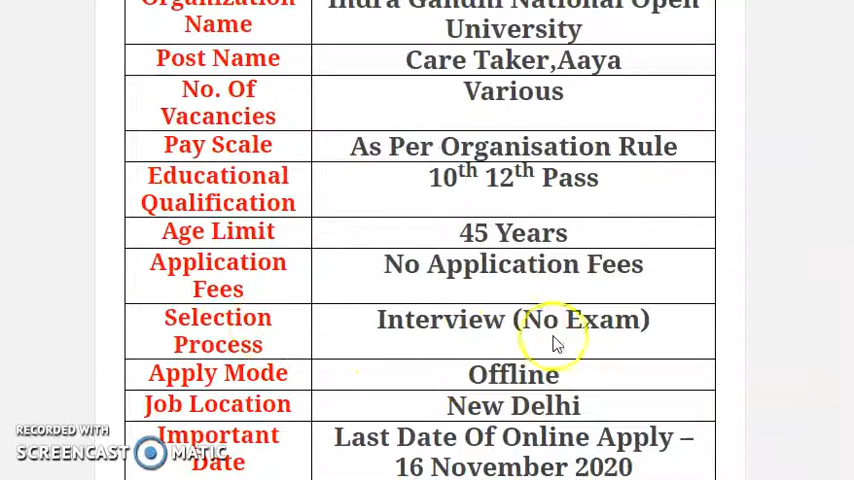 Organization
Name
Indra Gandhi National Open
University
Post Name
Care Taker,Aaya
No. Of
Vacancies
Various
Pay Scale
As Per Organisation Rule
Educational
Qualification
10th 12th Pass
Age Limit
45 Years
Application
Fees
No Application Fees
Selection
Process
Interview (No Exam)
Apply Mode
Offline
Job Location
New Delhi
Important
Date
Last Date Of Online Apply –
16 November 2020
RECORDED WITH
SCREENCAST MATIC